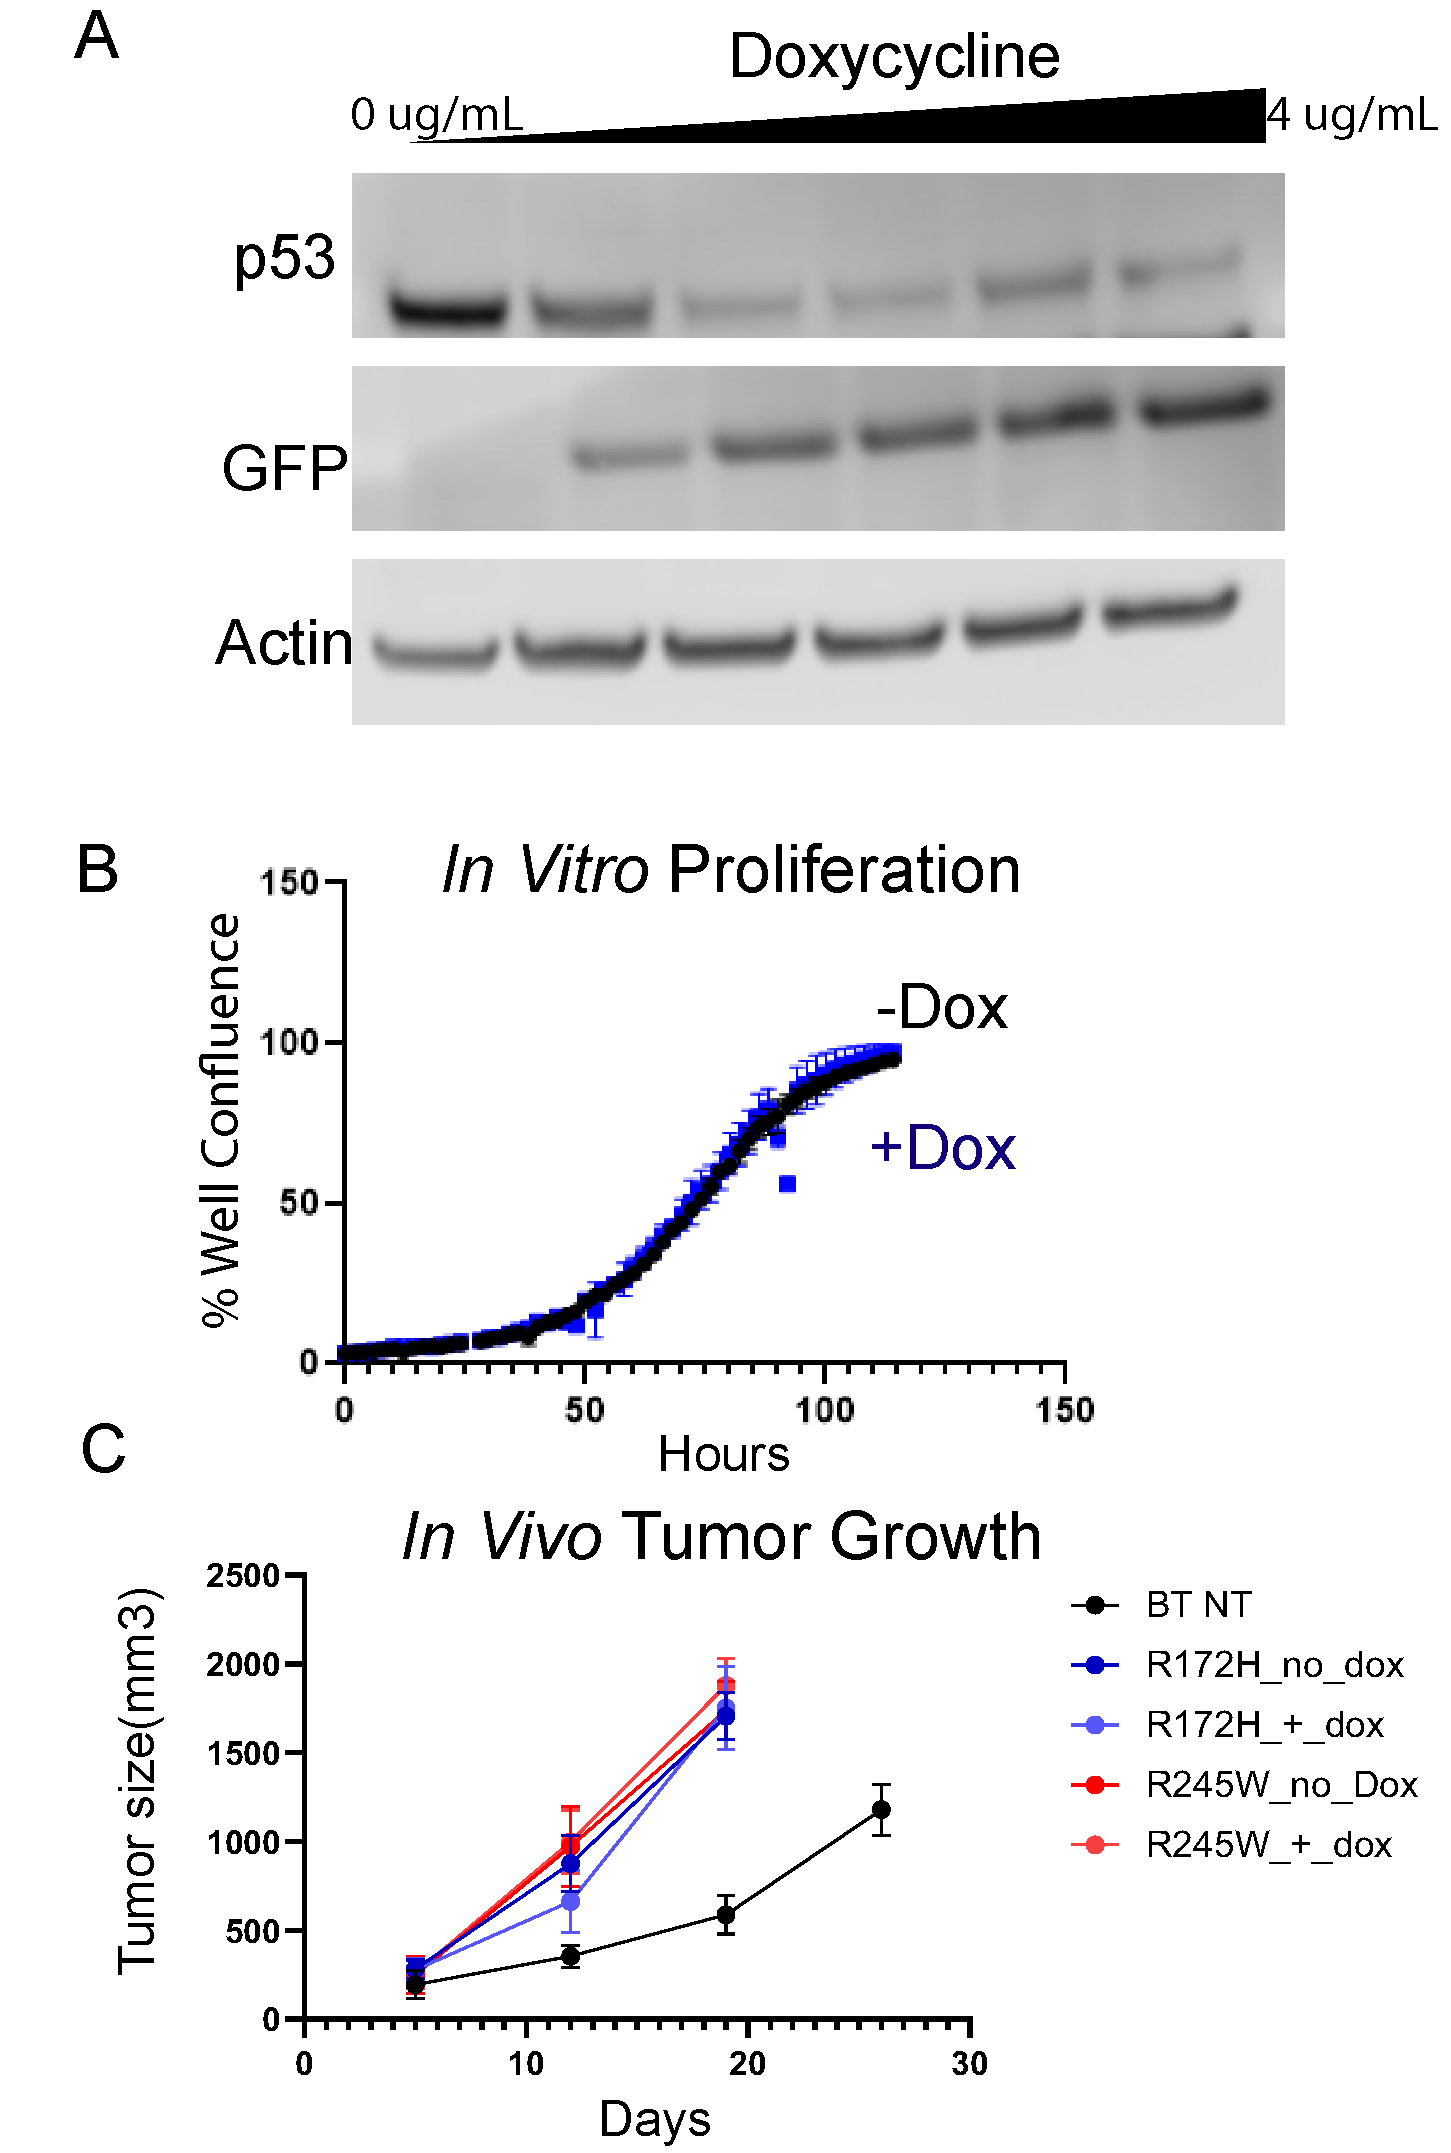 A
Doxycycline
0 ug/mL
4 ug/mL
p53
GFP
Actin
B
In Vitro Proliferation
150
100
50
0
% Well Confluence
-Dox
+Dox
0 50 100 150
Hours
C
In Vivo Tumor Growth
2500
2000
1500
1000
500
0
Tumor size(mm3)
BT NT
R172H_no_dox
R172H_+_dox
R245W_no_Dox
R245W_+_dox
0 10 20 30
Days